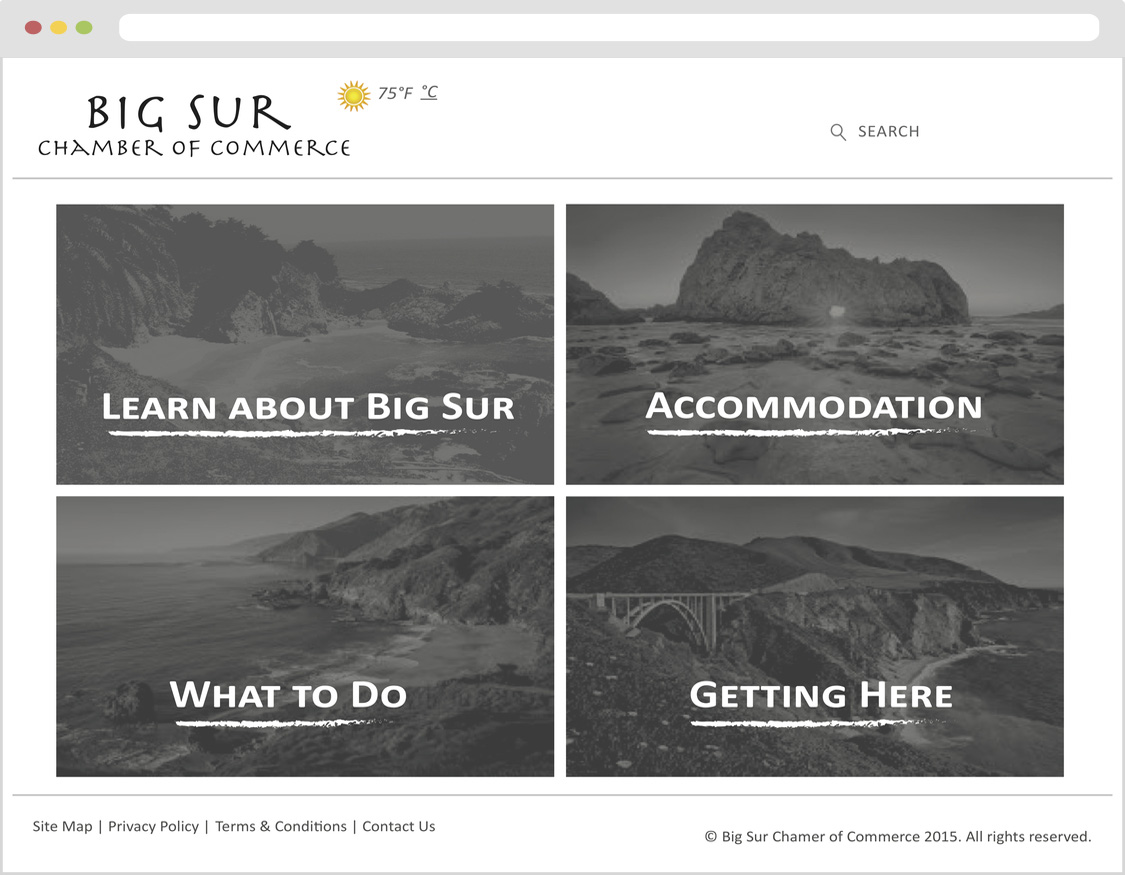 BIG SUR
CHAMBER OF COMMERCE
75°F °C
SEARCH
Learn about Big Sur
Accommodation
What to Do
Getting Here
Site Map | Privacy Policy | Terms & Conditions | Contact Us
© Big Sur Chamer of Commerce 2015. All rights reserved.